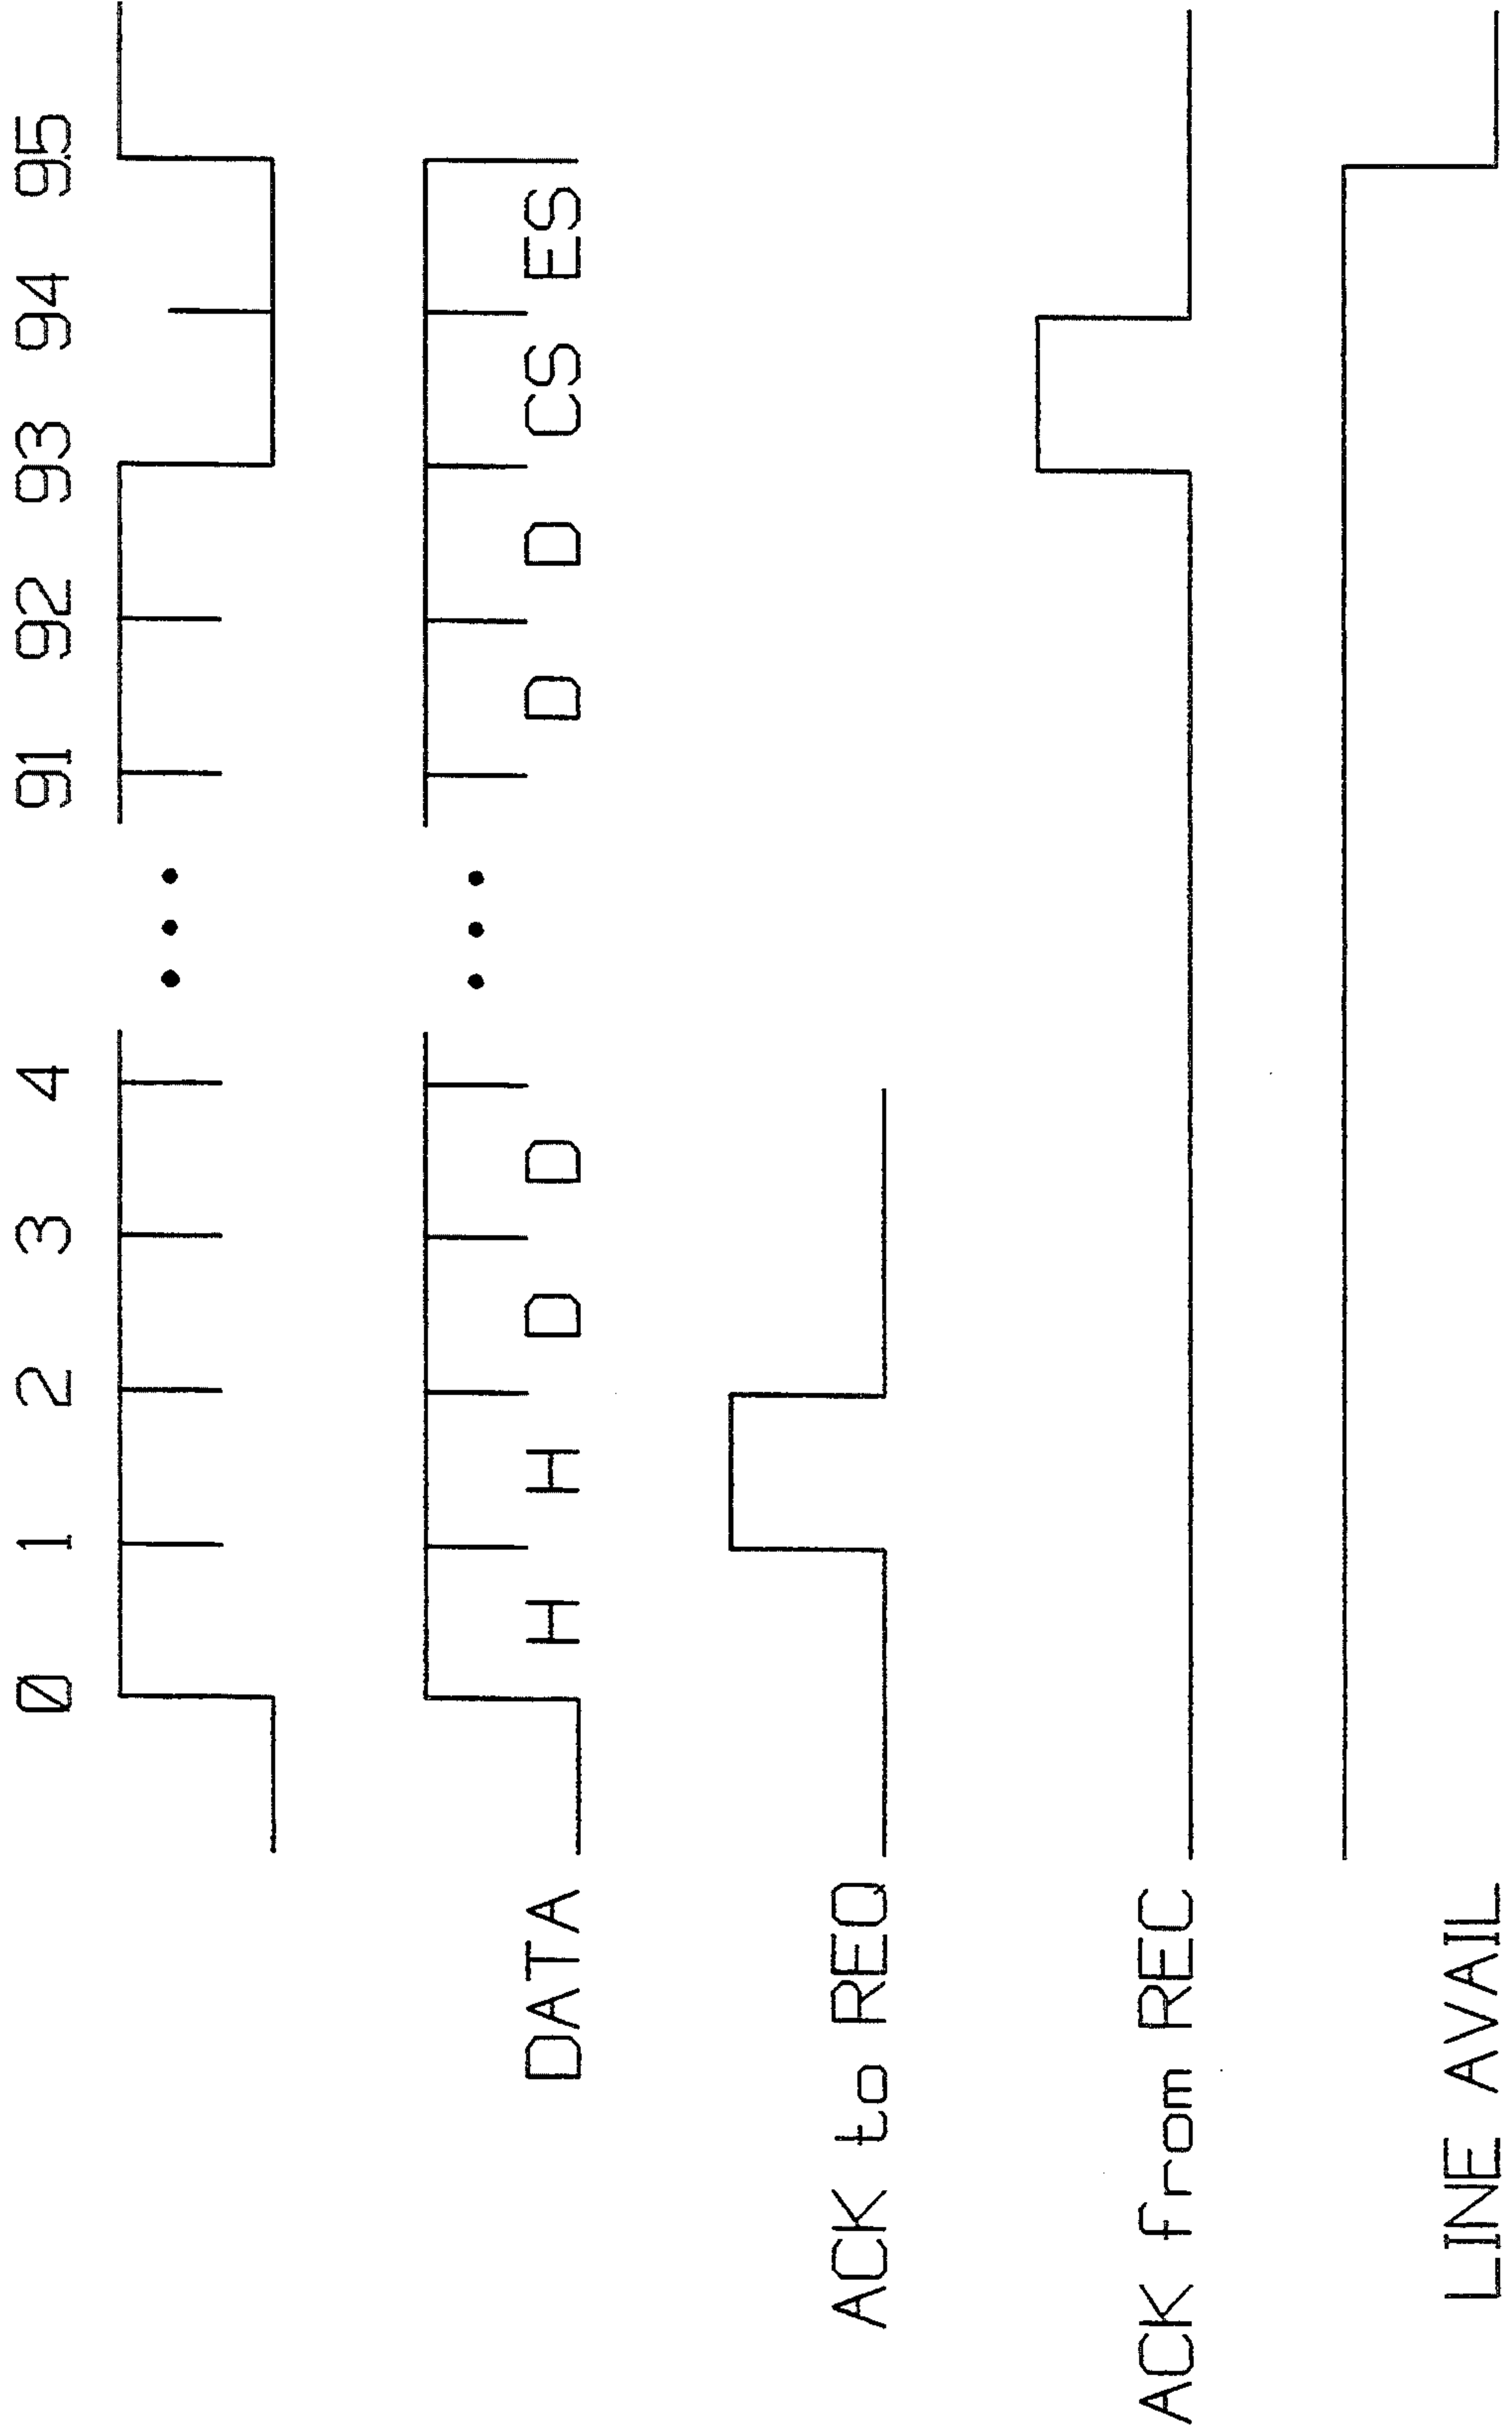 0 1 2 3 4 91 92 93 94 95
DATA H H D D D D CS ES
ACK to REQ
ACK from REC
LINE AVAIL